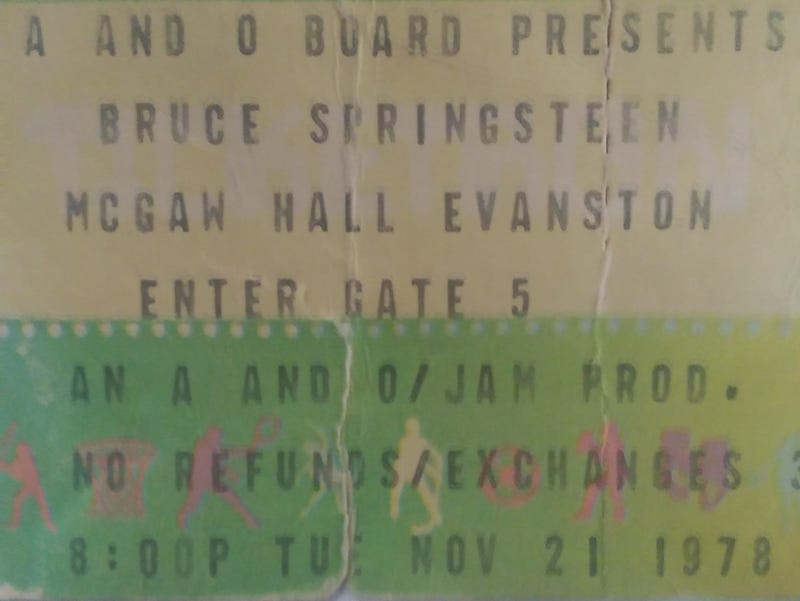 A AND O BOARD PRESENTS
BRUCE SPRINGSTEEN
MCGAW HALL EVANSTON
ENTER GATE 5
AN A AND O/JAM PROD.
NO REFUNDS/EXCHANGES
8:00P TUE NOV 21 1978